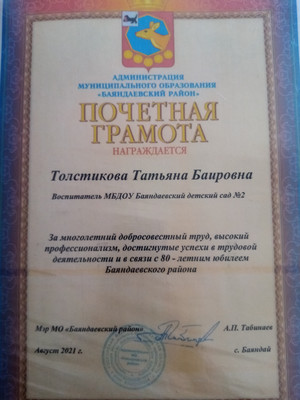 АДМИНИСТРАЦИЯ
МУНИЦИПАЛЬНОГО ОБРАЗОВАНИЯ
«БАЯНДАЕВСКИЙ РАЙОН»
ПОЧЕТНАЯ
ГРАМОТА
НАГРАЖДАЕТСЯ
Толстикова Татьяна Баировна
Воспитатель МБДОУ Баяндаевский детский сад №2
За многолетний добросовестный труд, высокий
профессионализм, достигнутые успехи в трудовой
деятельности и в связи с 80 - летним юбилеем
Баяндаевского района
Мэр МО «Баяндаевский район» А.П. Табинаев
Август 2021 г. с. Баяндай